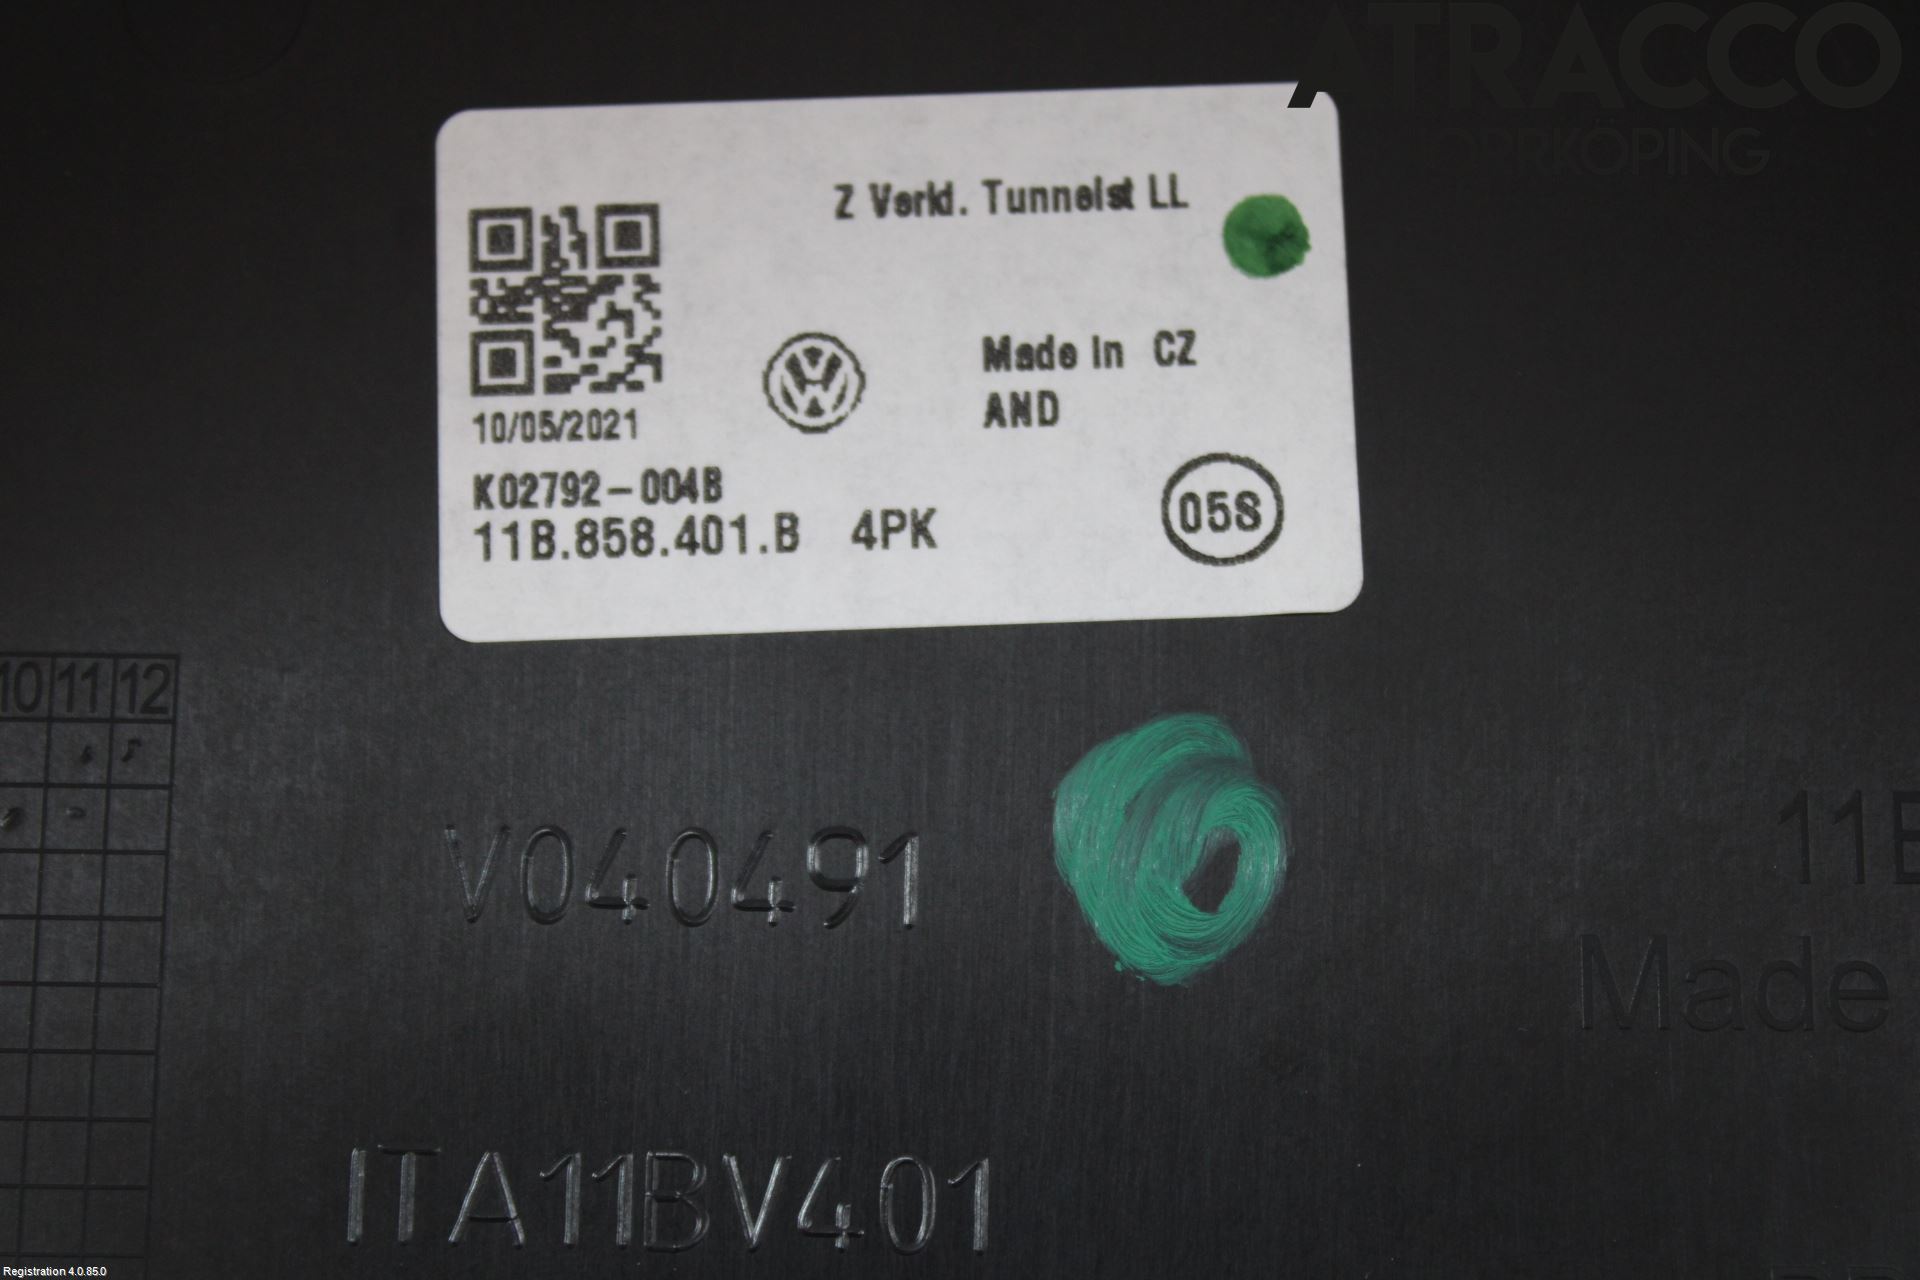 ATRACCO
NOPRKÖPING
Z Verkl. Tunnelst LL
Made in CZ
AND
10/05/2021
K02792-004B
11B.858.401.B 4PK
05S
10 11 12
V040491
11B
Made
ITA11BV401
Registration 4.0.85.0